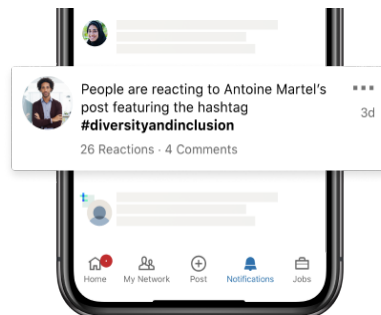 People are reacting to Antoine Martel's
post featuring the hashtag
#diversityandinclusion
3d
26 Reactions · 4 Comments
Home
My Network
Post
Notifications
Jobs